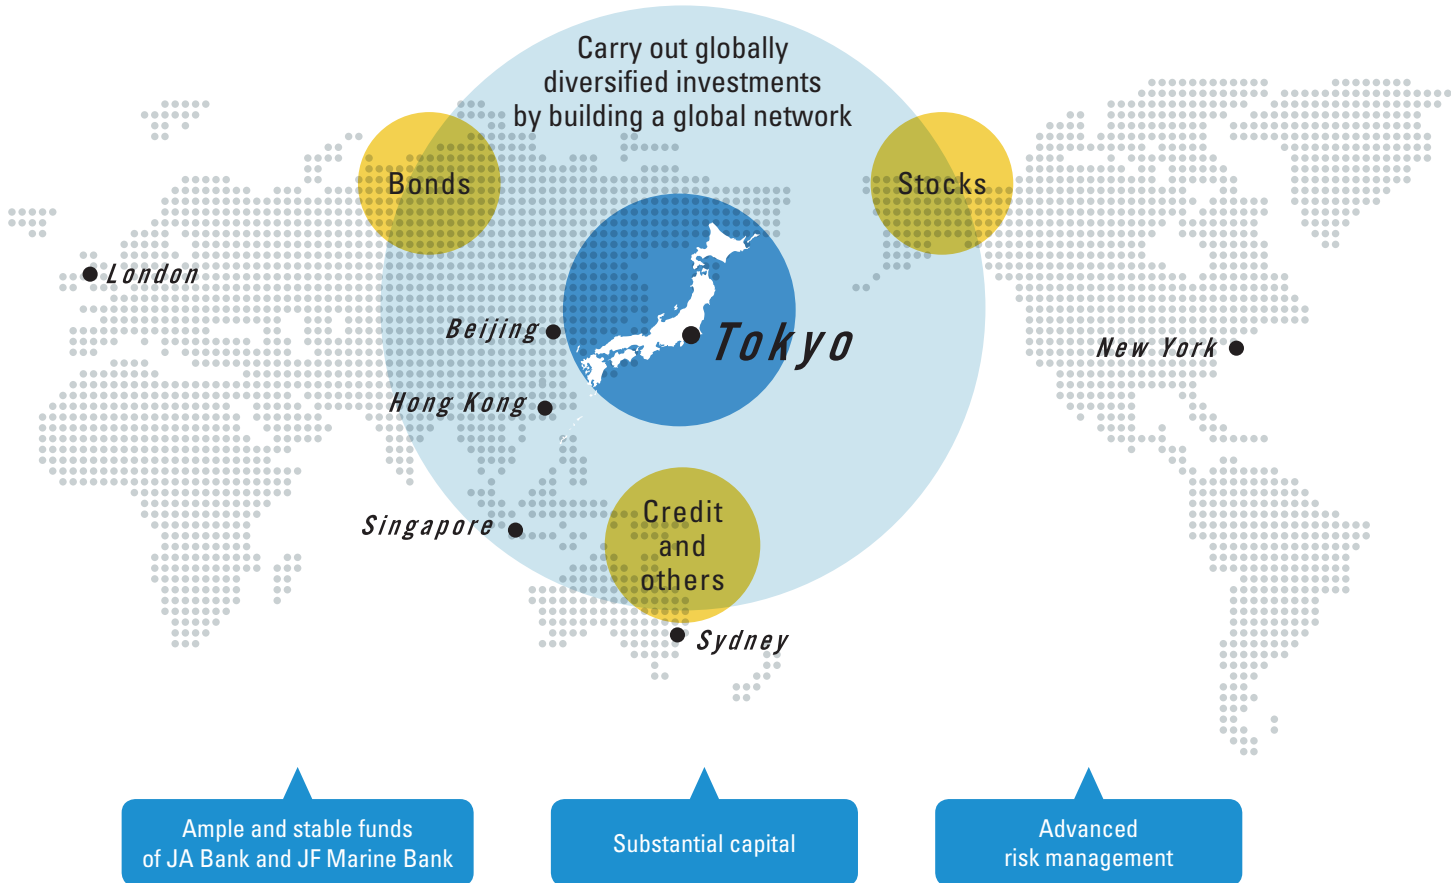 Carry out globally
diversified investments
by building a global network
Bonds
Stocks
London
Beijing
Tokyo
New York
Hong Kong
Singapore
Credit
and
others
Sydney
Ample and stable funds
of JA Bank and JF Marine Bank
Substantial capital
Advanced
risk management